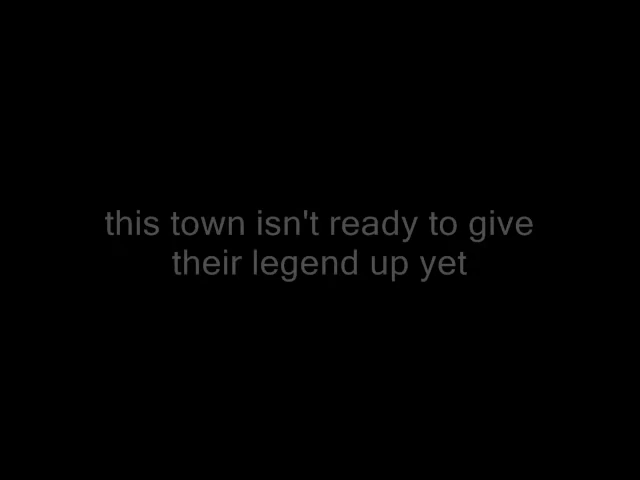 this town isn't ready to give
their legend up yet